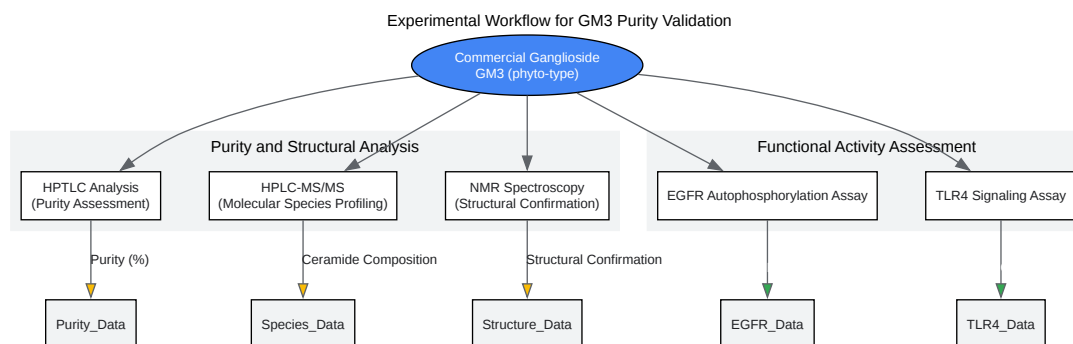 Experimental Workflow for GM3 Purity Validation
Commercial Ganglioside
GM3 (phyto-type)
Purity and Structural Analysis
Functional Activity Assessment
HPTLC Analysis
(Purity Assessment)
HPLC-MS/MS
(Molecular Species Profiling)
NMR Spectroscopy
(Structural Confirmation)
EGFR Autophosphorylation Assay
TLR4 Signaling Assay
Purity (%)
Ceramide Composition
Structural Confirmation
Purity_Data
Species_Data
Structure_Data
EGFR_Data
TLR4_Data